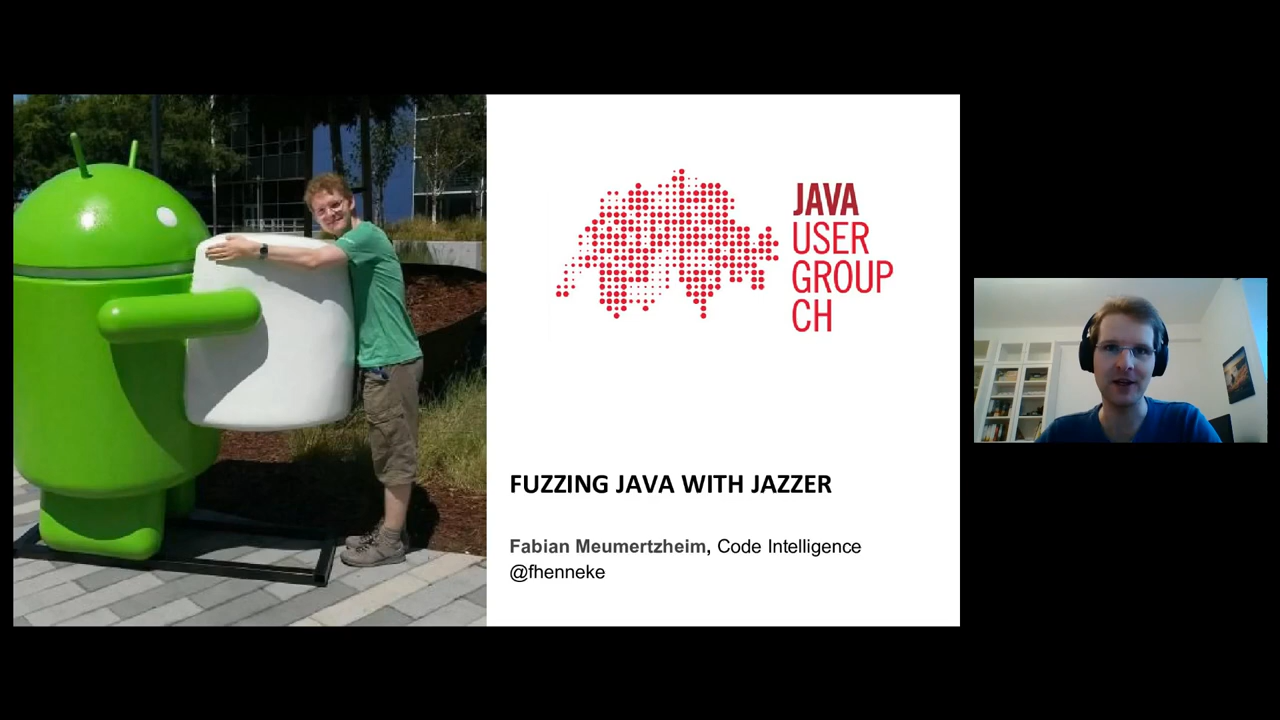 JAVA
USER
GROUP
CH
FUZZING JAVA WITH JAZZER
Fabian Meumertzheim, Code Intelligence
@fhenneke